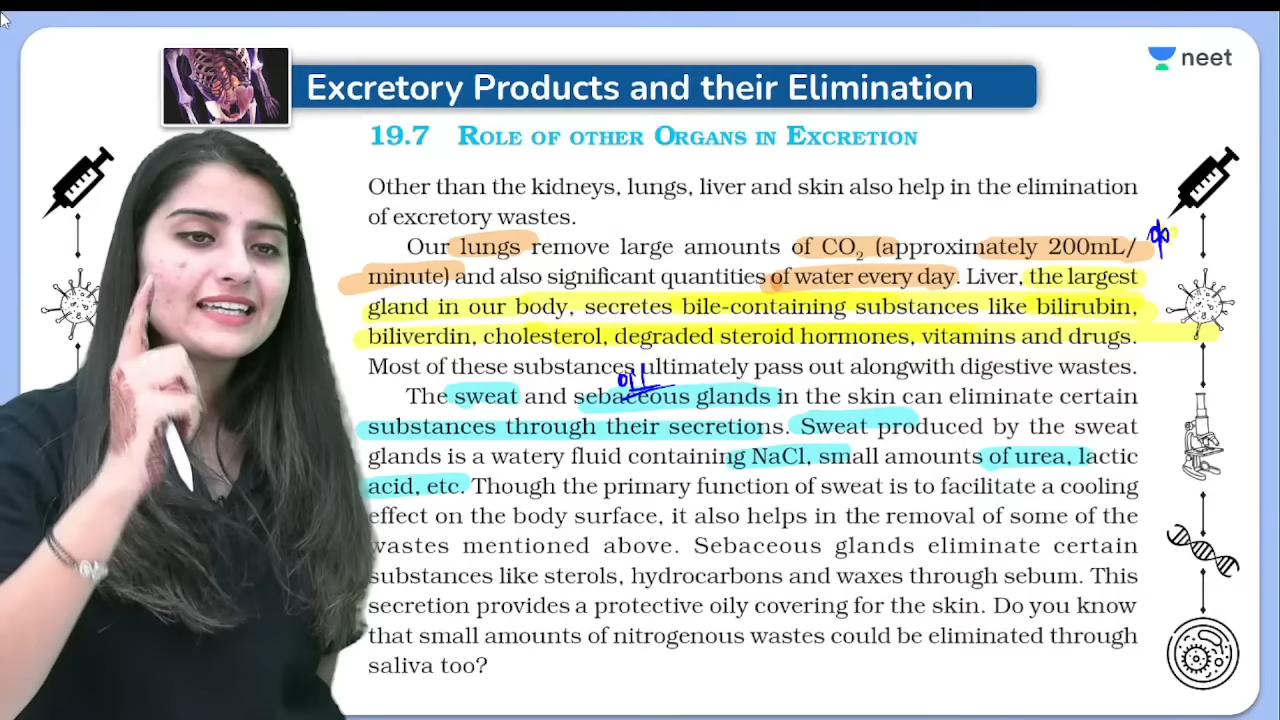 neet
Excretory Products and their Elimination
19.7 ROLE OF OTHER ORGANS IN EXCRETION
Other than the kidneys, lungs, liver and skin also help in the elimination
of excretory wastes.
Our lungs remove large amounts of CO₂ (approximately 200mL/
minute) and also significant quantities of water every day. Liver, the largest
gland in our body, secretes bile-containing substances like bilirubin,
biliverdin, cholesterol, degraded steroid hormones, vitamins and drugs.
Most of these substances ultimately pass out alongwith digestive wastes.
oil
The sweat and sebaceous glands in the skin can eliminate certain
substances through their secretions. Sweat produced by the sweat
glands is a watery fluid containing NaCl, small amounts of urea, lactic
acid, etc. Though the primary function of sweat is to facilitate a cooling
effect on the body surface, it also helps in the removal of some of the
wastes mentioned above. Sebaceous glands eliminate certain
substances like sterols, hydrocarbons and waxes through sebum. This
secretion provides a protective oily covering for the skin. Do you know
that small amounts of nitrogenous wastes could be eliminated through
saliva too?